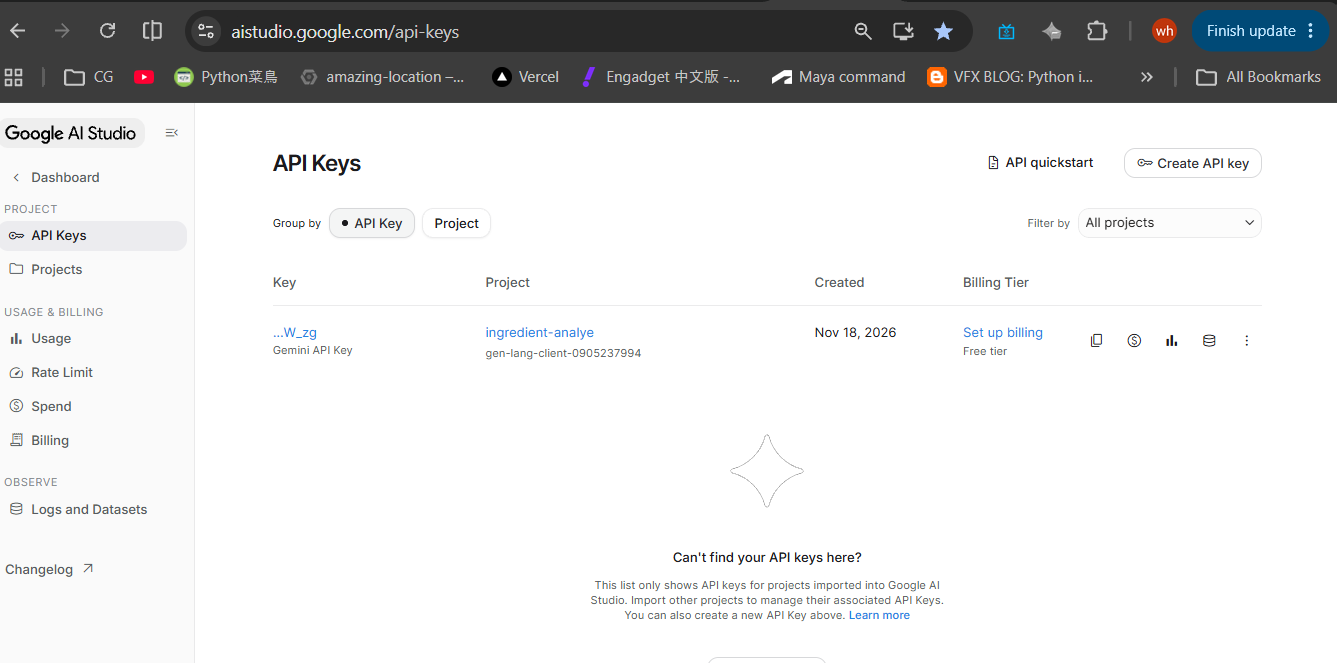 aistudio.google.com/api-keys
wh
Finish update
CG
Python菜鳥
amazing-location –...
Vercel
Engadget 中文版 -...
Maya command
VFX BLOG: Python i...
»
All Bookmarks
Google AI Studio
Dashboard
PROJECT
API Keys
Projects
USAGE & BILLING
Usage
Rate Limit
Spend
Billing
OBSERVE
Logs and Datasets
Changelog
API Keys
API quickstart
Create API key
Group by
API Key
Project
Filter by
All projects
Key Project Created Billing Tier
...W_zg ingredient-analye Nov 18, 2026 Set up billing
Gemini API Key gen-lang-client-0905237994 Free tier
Can't find your API keys here?
This list only shows API keys for projects imported into Google AI
Studio. Import other projects to manage their associated API Keys.
You can also create a new API Key above. Learn more